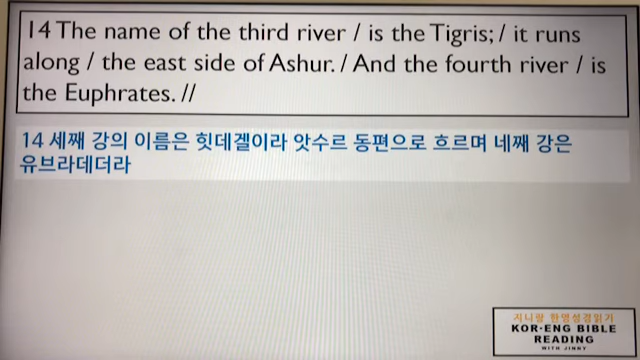 14 The name of the third river / is the Tigris; / it runs
along / the east side of Ashur. / And the fourth river / is
the Euphrates. //
14 세째 강의 이름은 힛데겔이라 앗수르 동편으로 흐르며 네째 강은
유브라데더라
지니랑 한영성경읽기
KOR-ENG BIBLE
READING
WITH JINNY